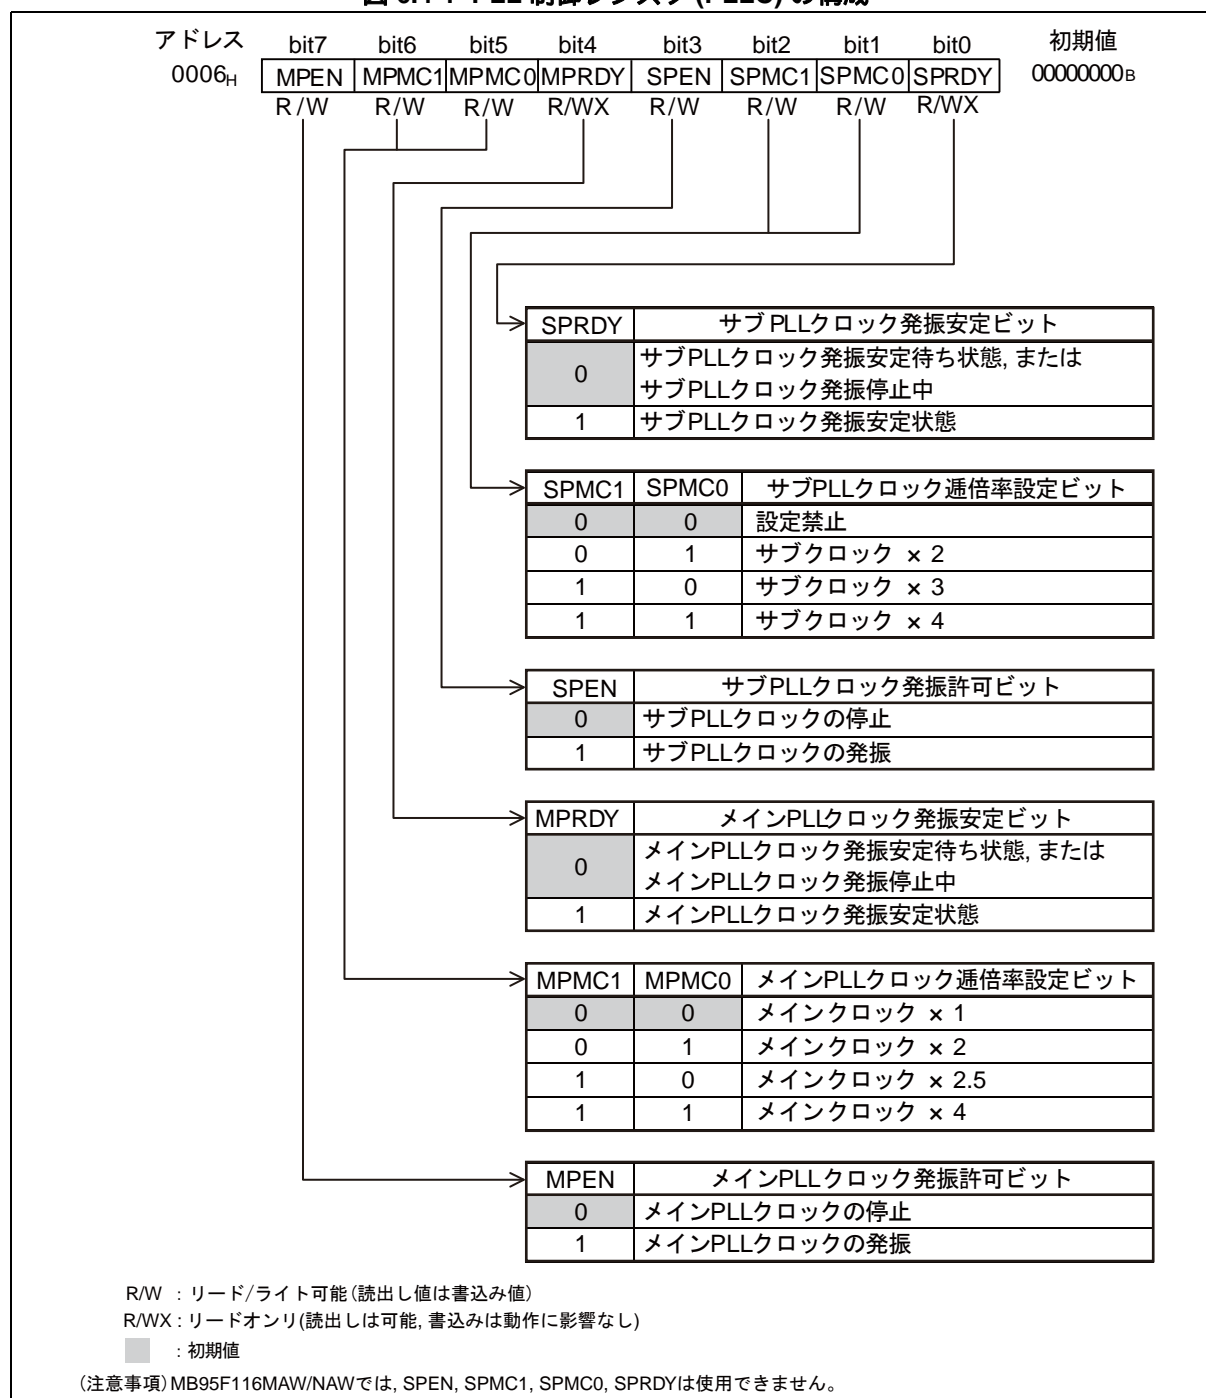 アドレス bit7 bit6 bit5 bit4 bit3 bit2 bit1 bit0 初期値
0006H MPEN MPMC1 MPMC0 MPRDY SPEN SPMC1 SPMC0 SPRDY 00000000B
R/W R/W R/W R/WX R/W R/W R/W R/WX
SPRDY サブPLLクロック発振安定ビット
0 サブPLLクロック発振安定待ち状態, または
サブPLLクロック発振停止中
1 サブPLLクロック発振安定状態
SPMC1 SPMC0 サブPLLクロック逓倍率設定ビット
0 0 設定禁止
0 1 サブクロック × 2
1 0 サブクロック × 3
1 1 サブクロック × 4
SPEN サブPLLクロック発振許可ビット
0 サブPLLクロックの停止
1 サブPLLクロックの発振
MPRDY メインPLLクロック発振安定ビット
0 メインPLLクロック発振安定待ち状態, または
メインPLLクロック発振停止中
1 メインPLLクロック発振安定状態
MPMC1 MPMC0 メインPLLクロック逓倍率設定ビット
0 0 メインクロック × 1
0 1 メインクロック × 2
1 0 メインクロック × 2.5
1 1 メインクロック × 4
MPEN メインPLLクロック発振許可ビット
0 メインPLLクロックの停止
1 メインPLLクロックの発振
R/W : リード/ライト可能(読出し値は書込み値)
R/WX : リードオンリ(読出しは可能, 書込みは動作に影響なし)
: 初期値
(注意事項)MB95F116MAW/NAWでは, SPEN, SPMC1, SPMC0, SPRDYは使用できません。